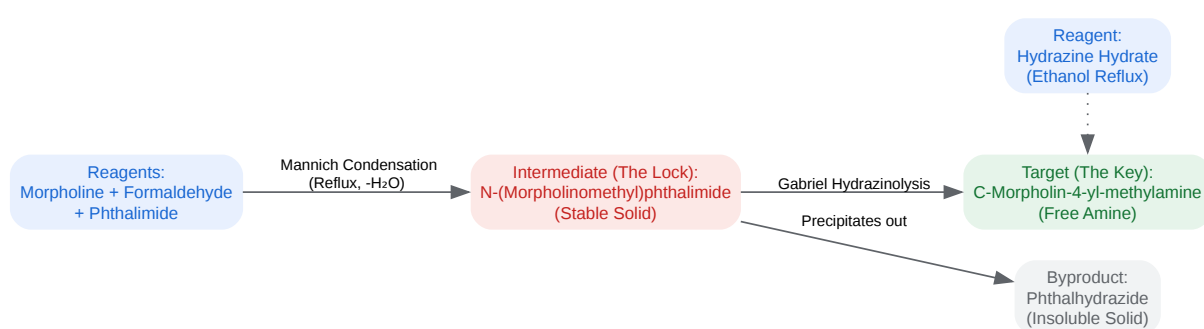 Reagent:
Hydrazine Hydrate
(Ethanol Reflux)
Reagents:
Morpholine + Formaldehyde
+ Phthalimide
Mannich Condensation
(Reflux, -H₂O)
Intermediate (The Lock):
N-(Morpholinomethyl)phthalimide
(Stable Solid)
Gabriel Hydrazinolysis
Target (The Key):
C-Morpholin-4-yl-methylamine
(Free Amine)
Precipitates out
Byproduct:
Phthalhydrazide
(Insoluble Solid)